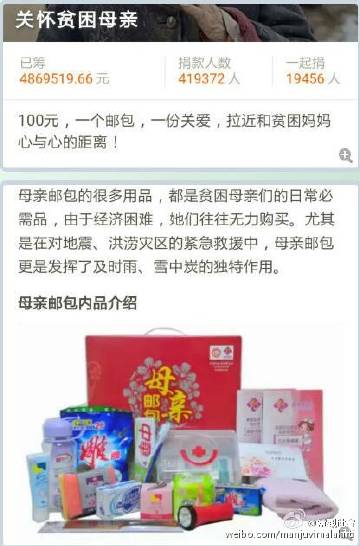 关怀贫困母亲
已筹
捐款人数
一起捐
4869519.66 元
419372 人
19456 人
100元，一个邮包，一份关爱，拉近和贫困妈妈
心与心的距离！
母亲邮包的很多用品，都是贫困母亲们的日常必
需品，由于经济困难，她们往往无力购买。尤其
是在对地震、洪涝灾区的紧急救援中，母亲邮包
更是发挥了及时雨、雪中炭的独特作用。
母亲邮包内品介绍
母亲
邮包
雕